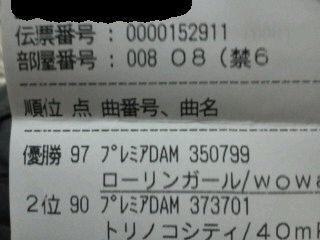 伝票番号 : 0000152911
部屋番号 : 008 08 (禁6
順位 点 曲番号、曲名
優勝 97 ﾌﾟﾚﾐｱDAM 350799
ローリンガール/wowa
2位 90 ﾌﾟﾚﾐｱDAM 373701
トリノコシティ/40mP